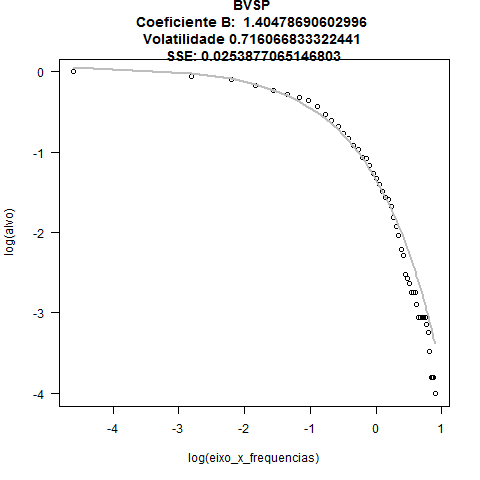 BVSP
Coeficiente B:  1.40478690602996
Volatilidade 0.716066833322441
SSE: 0.0253877065146803
0
-1
-2
-3
-4
log(alvo)
-4 -3 -2 -1 0 1
log(eixo_x_frequencias)